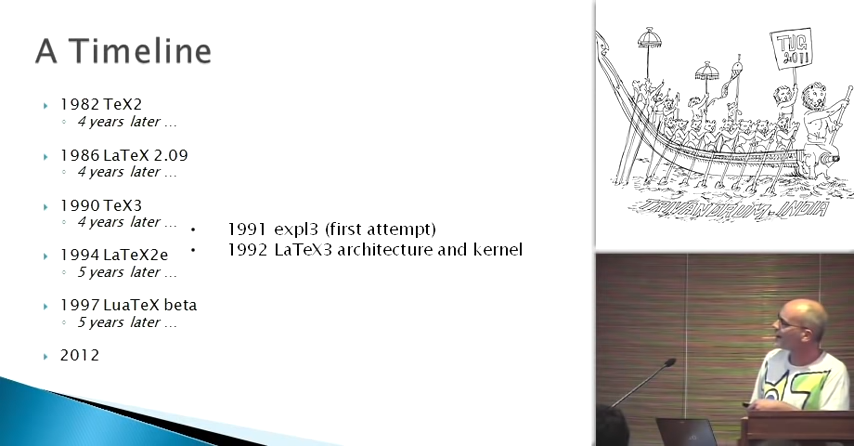 A Timeline
1982 TeX2
4 years later ...
1986 LaTeX 2.09
4 years later ...
1990 TeX3
4 years later ...
1991 expl3 (first attempt)
1992 LaTeX3 architecture and kernel
1994 LaTeX2e
5 years later ...
1997 LuaTeX beta
5 years later ...
2012
TUG
2011
TRIVANDRUM, INDIA